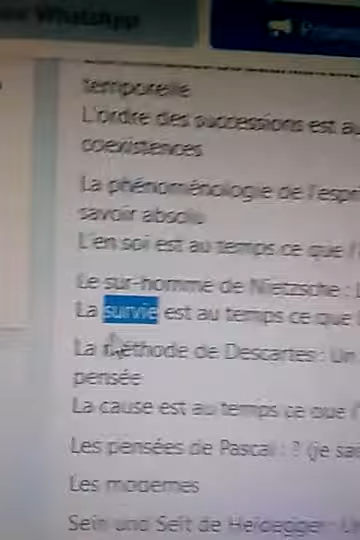 WhatsApp
temporelle
L'ordre des successions est au
coexistences
La phénoménologie de l'espr
savoir absolu
L'en soi est au temps ce que l'
Le sur-homme de Nietzsche :
La survie est au temps ce que
La méthode de Descartes : Un
pensée
La cause est au temps ce que l'
Les pensées de Pascal : ? (je sai
Les modernes
Sein und Seit de Heidegger